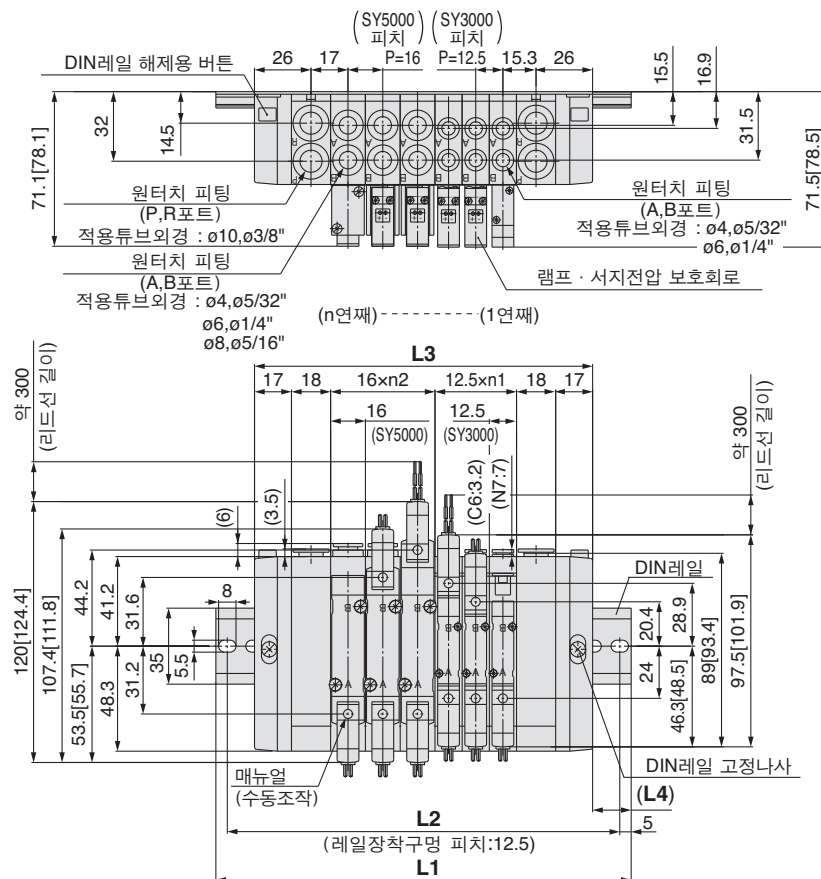 (SY5000 피치)
(SY3000 피치)
DIN레일 해제용 버튼
26
17
P=16
P=12.5
15.3
26
15.5
16.9
71.1[78.1]
32
14.5
31.5
71.5[78.5]
R
A
A
A
A
A
A
R
P
B
B
B
B
B
B
P
원터치 피팅
(P,R포트)
적용튜브외경 : ø10,ø3/8"
원터치 피팅
(A,B포트)
적용튜브외경 : ø4,ø5/32"
ø6,ø1/4"
ø8,ø5/16"
원터치 피팅
(A,B포트)
적용튜브외경 : ø4,ø5/32"
ø6,ø1/4"
램프 · 서지전압 보호회로
(n연째)
(1연째)
L3
17
18
16×n2
12.5×n1
18
17
16
(SY5000)
12.5
(SY3000)
약 300
(리드선 길이)
약 300
(리드선 길이)
(6)
(3.5)
(C6:3.2)
(N7:7)
120[124.4]
107.4[111.8]
53.5[55.7]
44.2
41.2
31.6
48.3
31.2
8
35
5.5
B
B
B
B
B
B
A
A
A
A
A
A
DIN레일
20.4
28.9
24
46.3[48.5]
89[93.4]
97.5[101.9]
매뉴얼
(수동조작)
DIN레일 고정나사
(L4)
L2
5
(레일장착구멍 피치:12.5)
L1